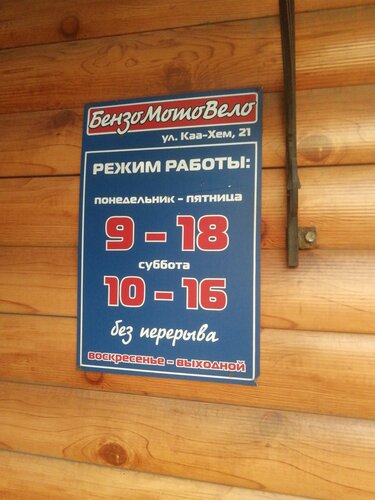 БензоМотоВело
ул. Каа-Хем, 21
РЕЖИМ РАБОТЫ:
понедельник - пятница
9 - 18
суббота
10 - 16
без перерыва
воскресенье - выходной